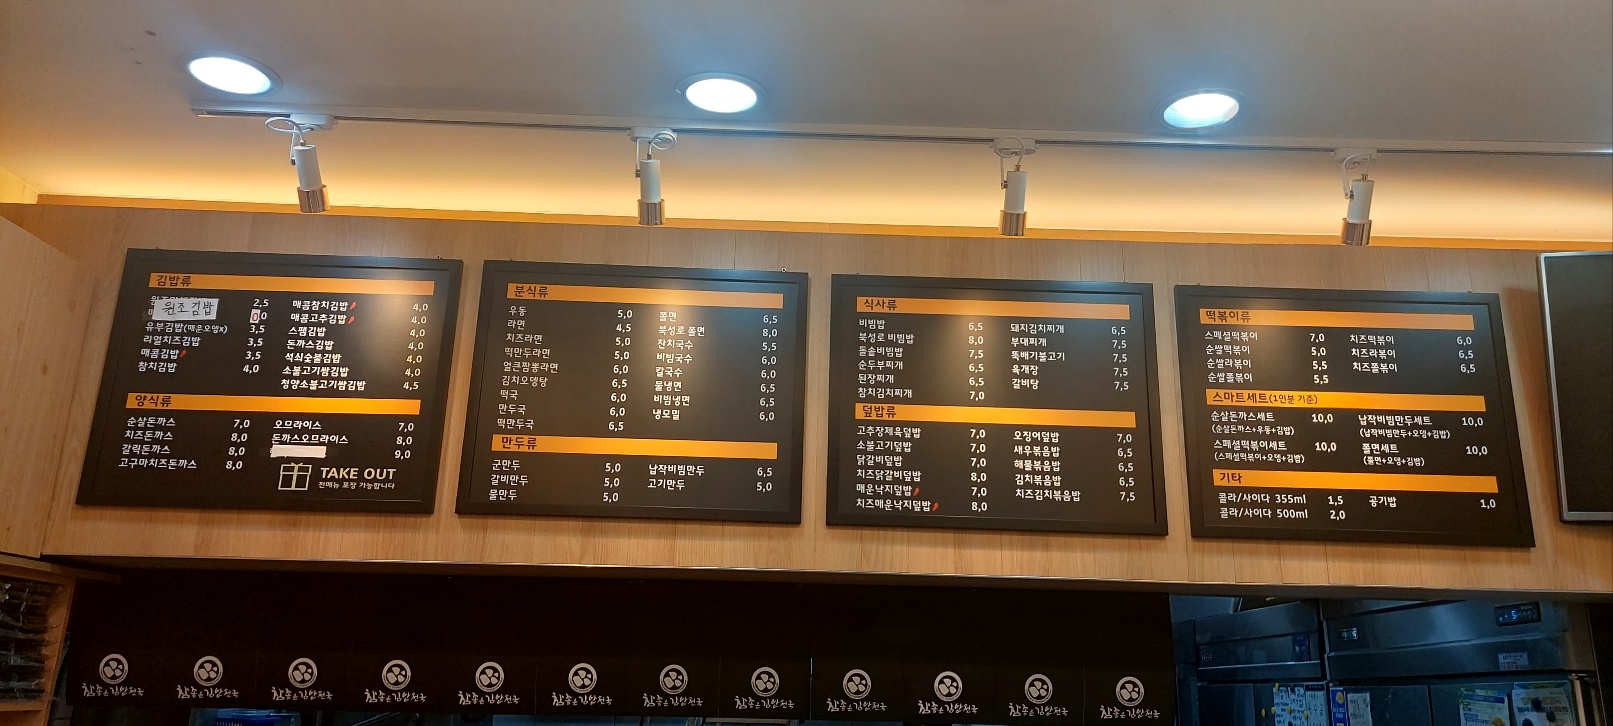 김밥류
원조김밥 2,5
유부김밥(매운오뎅X) 3,5
리얼치즈김밥 3,5
매콤김밥 3,5
참치김밥 4,0
매콤참치김밥 4,0
매콤고추김밥 4,0
스팸김밥 4,0
돈까스김밥 4,0
석쇠숯불김밥 4,0
소불고기쌈김밥 4,0
청양소불고기쌈김밥 4,5
양식류
순살돈까스 7,0
치즈돈까스 8,0
갈릭돈까스 8,0
고구마치즈돈까스 8,0
오므라이스 7,0
돈까스오므라이스 8,0
9,0
TAKE OUT
전메뉴 포장 가능합니다
분식류
우동 5,0
라면 4,5
치즈라면 5,0
떡만두라면 5,0
얼큰짬뽕라면 6,0
김치오뎅탕 6,5
떡국 6,0
만두국 6,0
떡만두국 6,5
쫄면 6,5
북성로 쫄면 8,0
잔치국수 5,5
비빔국수 6,0
칼국수 6,0
물냉면 6,5
비빔냉면 6,5
냉모밀 6,0
만두류
군만두 5,0
갈비만두 5,0
물만두 5,0
납작비빔만두 6,5
고기만두 5,0
식사류
비빔밥 6,5
북성로 비빔밥 8,0
돌솥비빔밥 7,5
순두부찌개 6,5
된장찌개 6,5
참치김치찌개 7,0
돼지김치찌개 6,5
부대찌개 7,5
뚝배기불고기 7,5
육개장 7,5
갈비탕 7,5
덮밥류
고추장제육덮밥 7,0
소불고기덮밥 7,0
닭갈비덮밥 7,0
치즈닭갈비덮밥 8,0
매운낙지덮밥 7,0
치즈매운낙지덮밥 8,0
오징어덮밥 7,0
새우볶음밥 6,5
해물볶음밥 6,5
김치볶음밥 6,5
치즈김치볶음밥 7,5
떡볶이류
스페셜떡볶이 7,0
순쌀떡볶이 5,0
순쌀라볶이 5,5
순쌀쫄볶이 5,5
치즈떡볶이 6,0
치즈라볶이 6,5
치즈쫄볶이 6,5
스마트세트(1인분 기준)
순살돈까스세트 10,0
(순살돈까스+우동+김밥)
스페셜떡볶이세트 10,0
(스페셜떡볶이+오뎅+김밥)
납작비빔만두세트 10,0
(납작비빔만두+오뎅+김밥)
쫄면세트 10,0
(쫄면+오뎅+김밥)
기타
콜라/사이다 355ml 1,5
콜라/사이다 500ml 2,0
공기밥 1,0